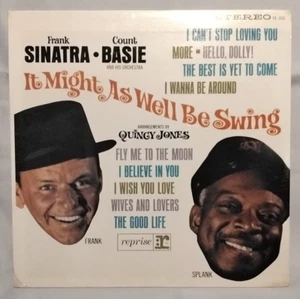 Frank Count
SINATRA • BASIE
AND HIS ORCHESTRA
STEREO
I CAN'T STOP LOVING YOU
MORE • HELLO, DOLLY!
THE BEST IS YET TO COME
I WANNA BE AROUND
It Might As Well Be Swing
ARRANGEMENTS BY
QUINCY JONES
FLY ME TO THE MOON
I BELIEVE IN YOU
I WISH YOU LOVE
WIVES AND LOVERS
THE GOOD LIFE
reprise
FRANK
SPLANK